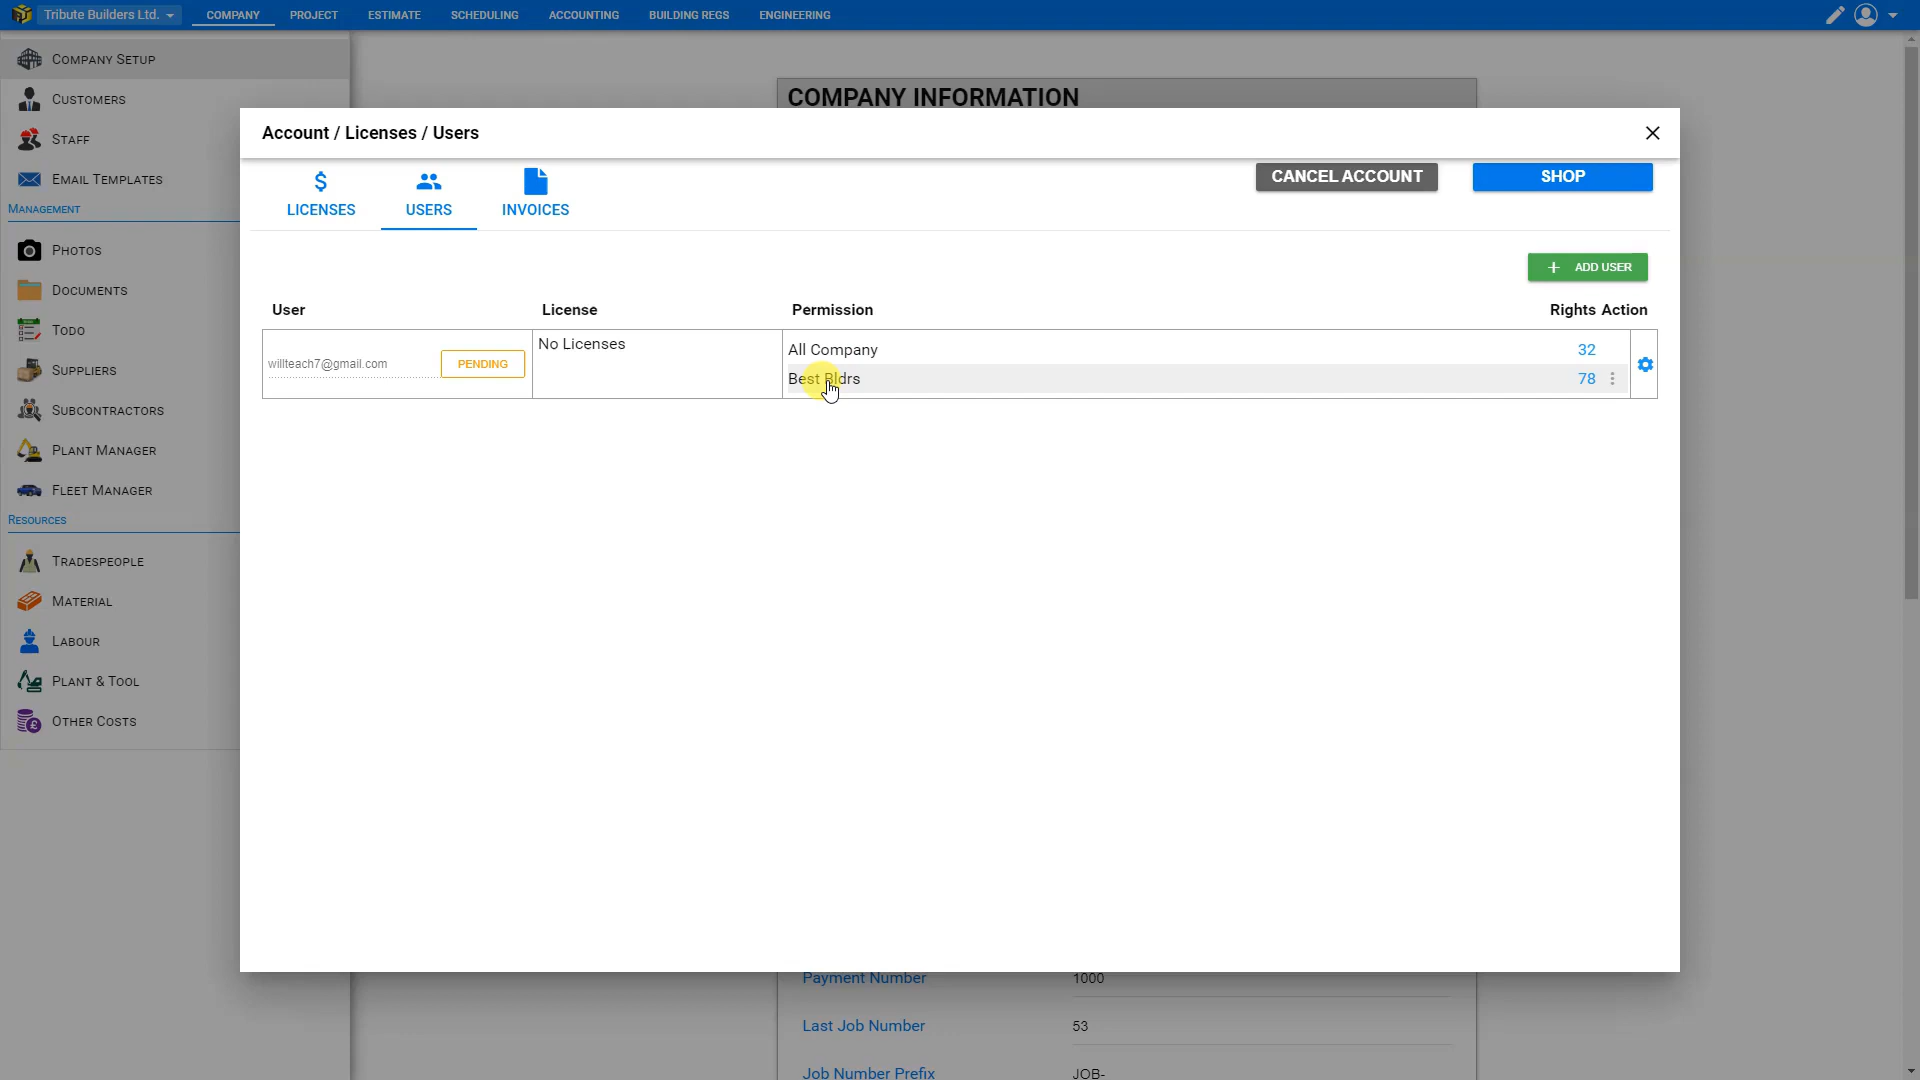 Tribute Builders Ltd.
COMPANY
PROJECT
ESTIMATE
SCHEDULING
ACCOUNTING
BUILDING REGS
ENGINEERING
Company Setup
Customers
Staff
Email Templates
Management
Photos
Documents
Todo
Suppliers
Subcontractors
Plant Manager
Fleet Manager
Resources
Tradespeople
Material
Labour
Plant & Tool
Other Costs
COMPANY INFORMATION
Account / Licenses / Users
LICENSES
USERS
INVOICES
CANCEL ACCOUNT
SHOP
ADD USER
User License Permission Rights Action
willteach7@gmail.com PENDING
No Licenses
All Company 32
Best Bldrs 78
Payment Number 1000
Last Job Number 53
Job Number Prefix JOB-